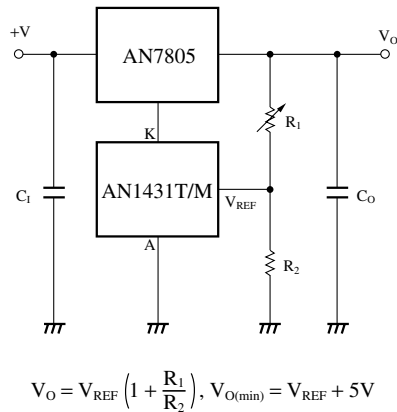 +V
V_O
AN7805
K
R_1
AN1431T/M
V_REF
C_I
C_O
A
R_2
V_O = V_REF (1 + R_1/R_2), V_O(min) = V_REF + 5V